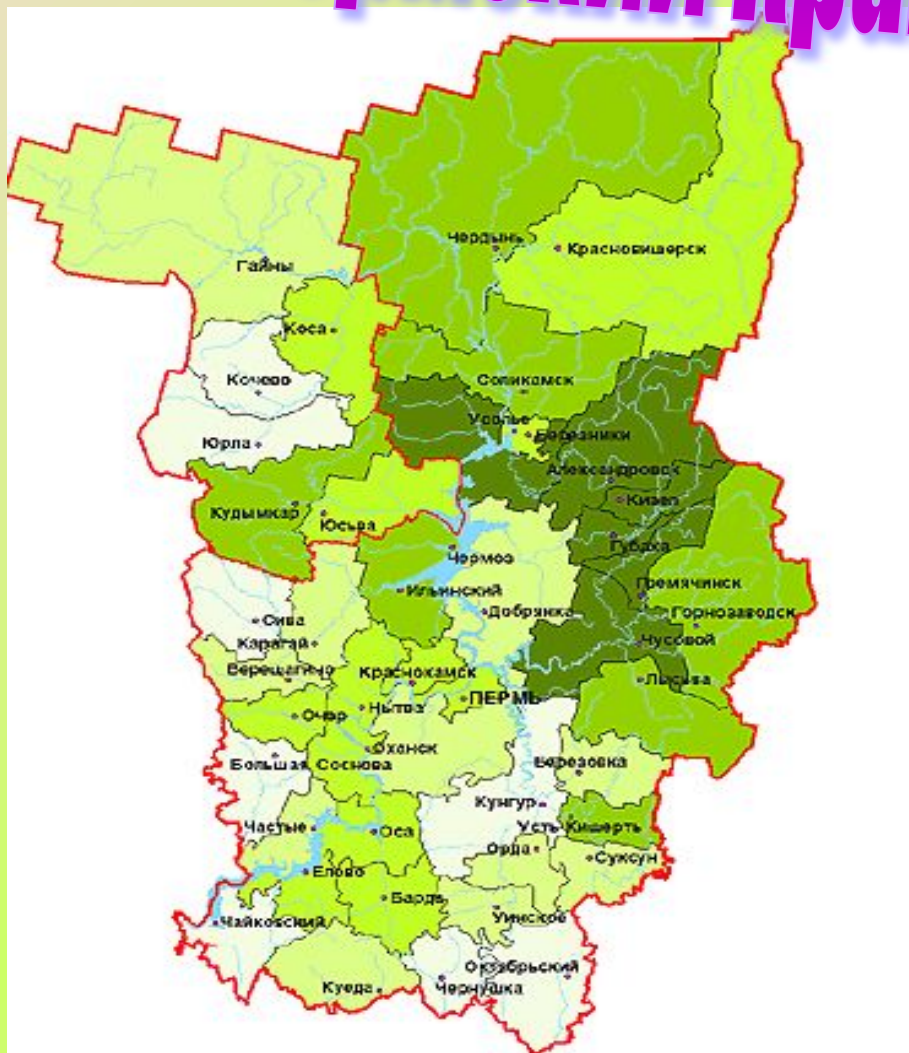 Чердынь
Красновишерск
Гайны
Коса
Кочево
Соликамск
Усолье
Березники
Юрла
Александровск
Кизел
Кудымкар
Юсьва
Губаха
Чермоз
Гремячинск
Ильинский
Добрянка
Горнозаводск
Сива
Чусовой
Карагай
Верещагино
Краснокамск
Лысьва
ПЕРМЬ
Очер
Нытва
Оханск
Большая Соснова
Березовка
Кунгур
Усть-Кишерть
Частые
Оса
Орда
Суксун
Елово
Барда
Уинское
Чайковский
Октябрьский
Куеда
Чернушка